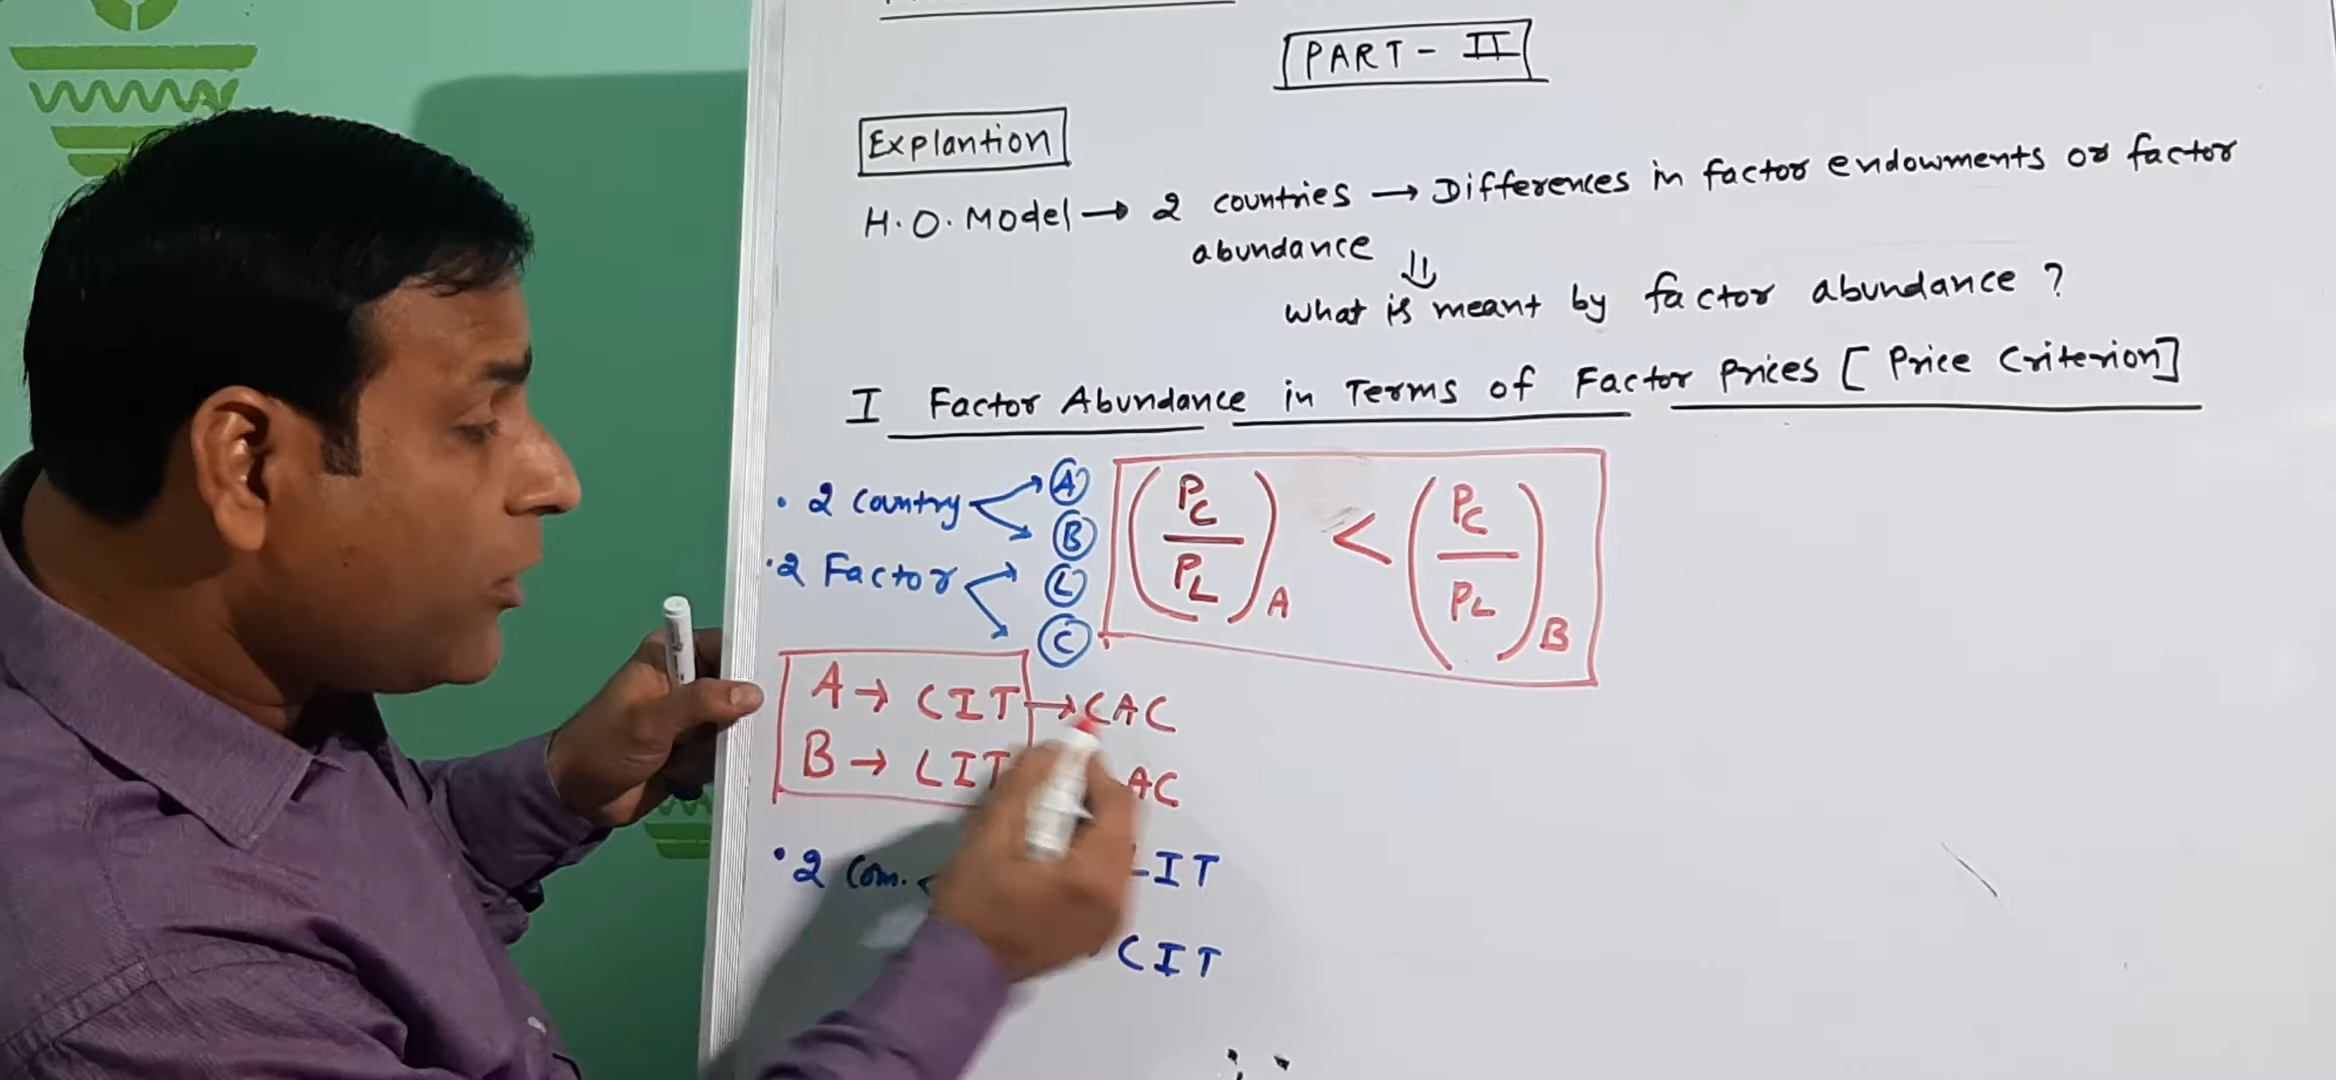 PART - II
Explantion
H.O. Model → 2 countries → Differences in factor endowments or factor
abundance ⇓
What is meant by factor abundance ?
I Factor Abundance in Terms of Factor Prices [ Price Criterion]
• 2 Country A
B
(PC/PL)A < (PC/PL)B
• 2 Factor L
C
A → CIT → CAC
B → LIT AC
• 2 Com. LIT
CIT